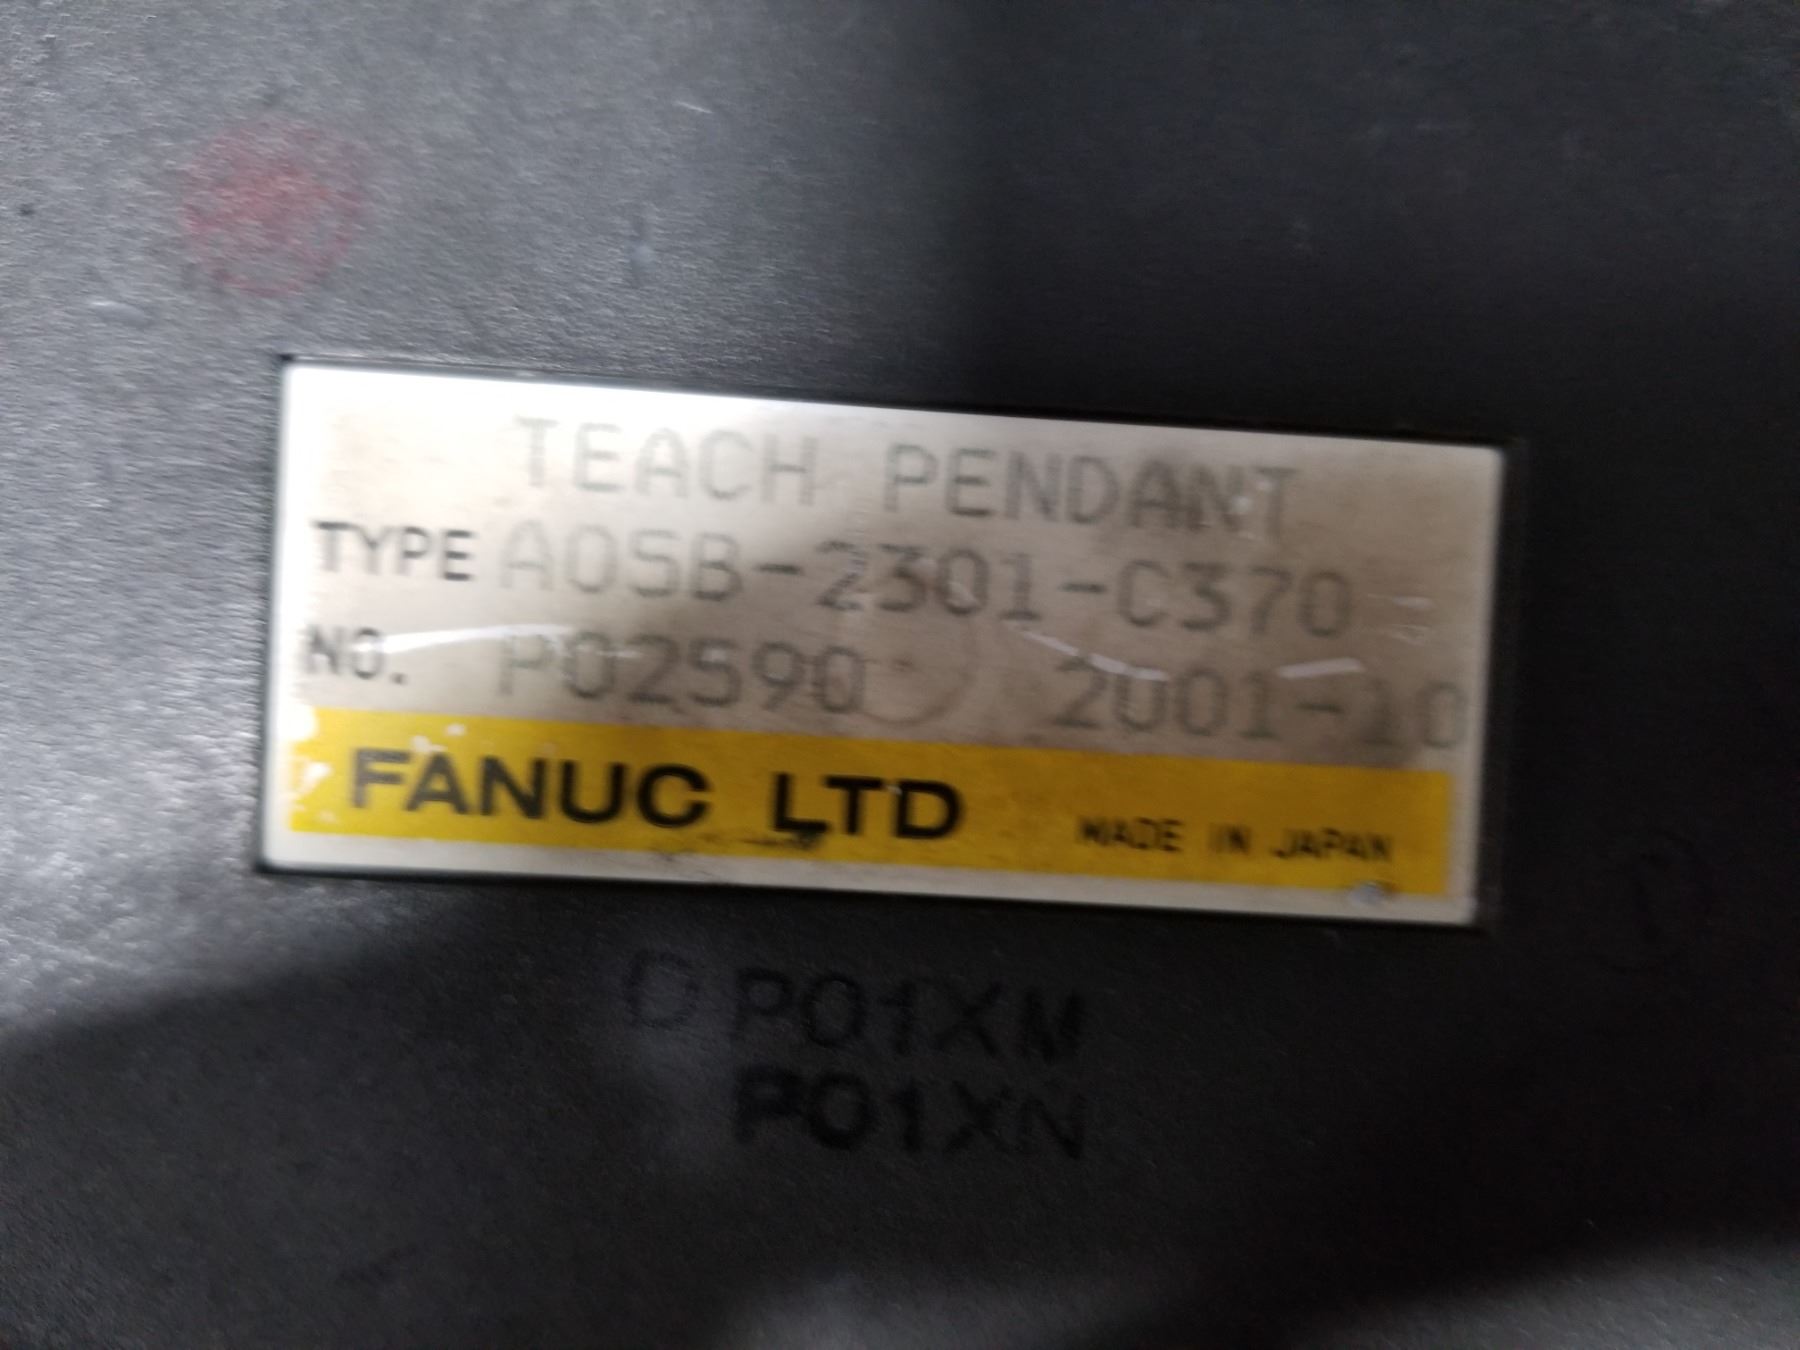 TEACH PENDANT
TYPE A05B-2301-C370
NO. P02590 2001-10
FANUC LTD MADE IN JAPAN
D P01XM
P01XN